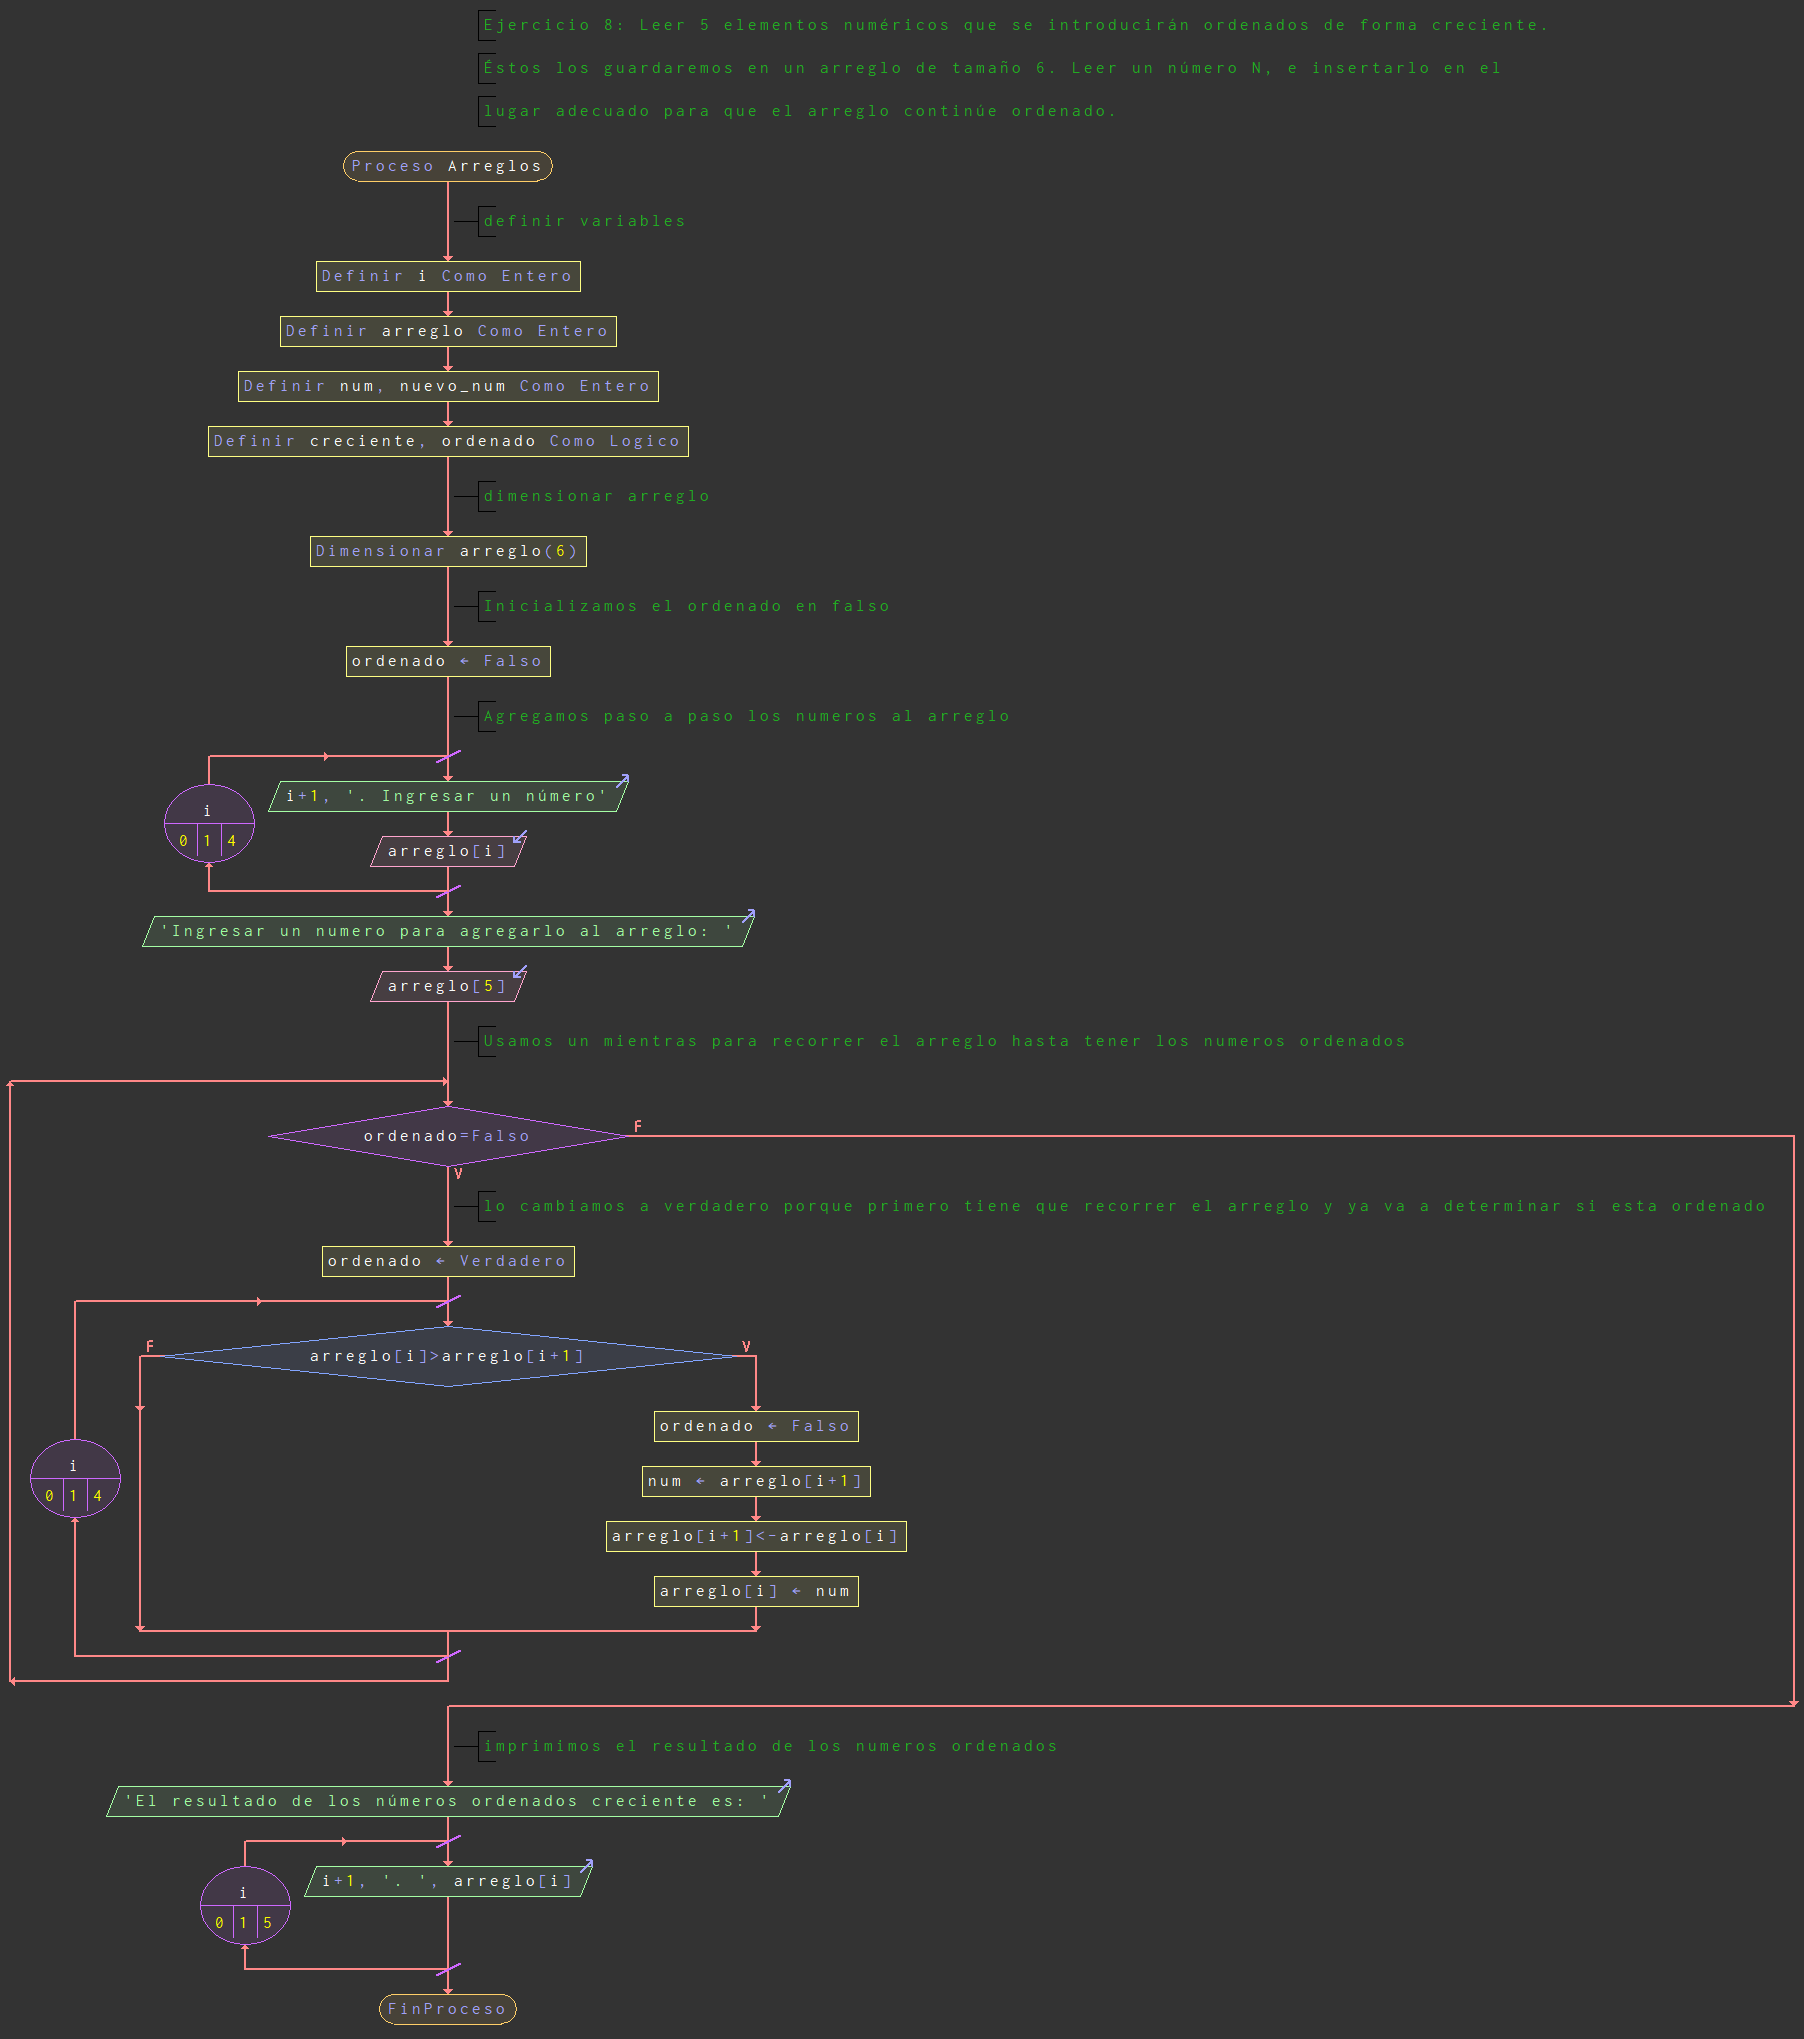 Ejercicio 8: Leer 5 elementos numéricos que se introducirán ordenados de forma creciente.
Éstos los guardaremos en un arreglo de tamaño 6. Leer un número N, e insertarlo en el
lugar adecuado para que el arreglo continúe ordenado.
Proceso Arreglos
definir variables
Definir i Como Entero
Definir arreglo Como Entero
Definir num, nuevo_num Como Entero
Definir creciente, ordenado Como Logico
dimensionar arreglo
Dimensionar arreglo(6)
Inicializamos el ordenado en falso
ordenado ← Falso
Agregamos paso a paso los numeros al arreglo
i+1, '. Ingresar un número'
i
0 1 4
arreglo[i]
'Ingresar un numero para agregarlo al arreglo: '
arreglo[5]
Usamos un mientras para recorrer el arreglo hasta tener los numeros ordenados
ordenado=Falso
F
V
lo cambiamos a verdadero porque primero tiene que recorrer el arreglo y ya va a determinar si esta ordenado
ordenado ← Verdadero
F
V
arreglo[i]>arreglo[i+1]
ordenado ← Falso
i
0 1 4
num ← arreglo[i+1]
arreglo[i+1]<-arreglo[i]
arreglo[i] ← num
imprimimos el resultado de los numeros ordenados
'El resultado de los números ordenados creciente es: '
i+1, '. ', arreglo[i]
i
0 1 5
FinProceso